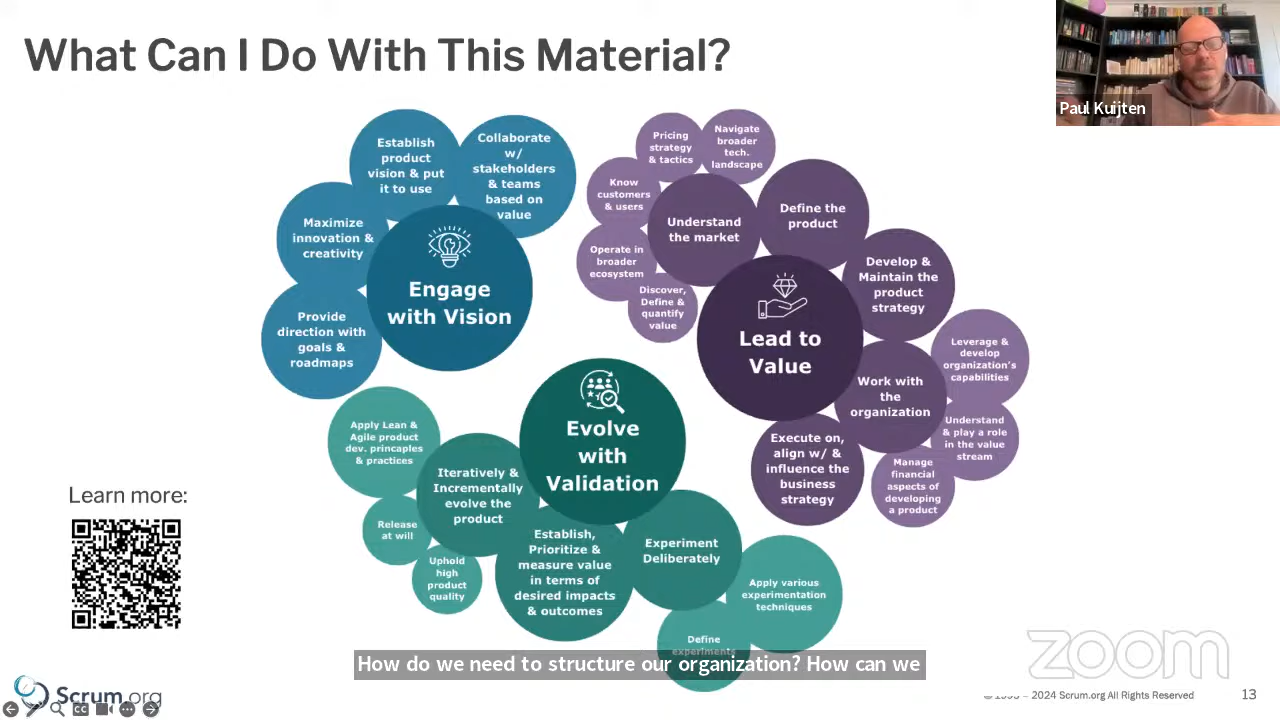 What Can I Do With This Material?
Paul Kuijten
Establish
product
vision & put
it to use
Collaborate
w/
stakeholders
& teams
based on
value
Maximize
innovation &
creativity
Provide
direction with
goals &
roadmaps
Engage
with Vision
Pricing
strategy
& tactics
Navigate
broader
tech.
landscape
Know
customers
& users
Operate in
broader
ecosystem
Discover,
Define &
quantify
value
Understand
the market
Define the
product
Develop &
Maintain the
product
strategy
Lead to
Value
Work with
the
organization
Leverage &
develop
organization's
capabilities
Understand
& play a role
in the value
stream
Manage
financial
aspects of
developing
a product
Execute on,
align w/ &
influence the
business
strategy
Evolve
with
Validation
Apply Lean &
Agile product
dev. princaples
& practices
Iteratively &
Incrementally
evolve the
product
Release
at will
Uphold
high
product
quality
Establish,
Prioritize &
measure value
in terms of
desired impacts
& outcomes
Experiment
Deliberately
Apply various
experimentation
techniques
Define
experiments
Learn more:
How do we need to structure our organization? How can we
zoom
Scrum.org
© 1993 – 2024 Scrum.org All Rights Reserved
13